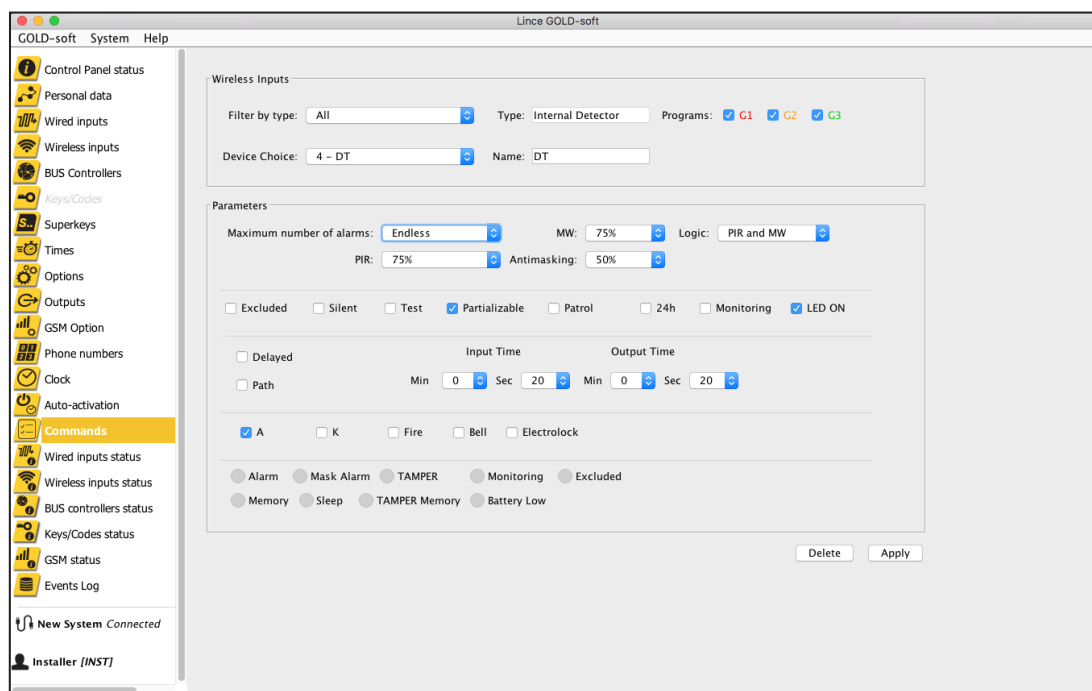 Lince GOLD-soft
GOLD-soft System Help
Control Panel status
Personal data
Wired inputs
Wireless inputs
BUS Controllers
Keys/Codes
S.. Superkeys
Times
Options
Outputs
GSM Option
Phone numbers
Clock
Auto-activation
Commands
Wired inputs status
Wireless inputs status
BUS controllers status
Keys/Codes status
GSM status
Events Log
New System Connected
Installer [INST]
Wireless Inputs
Filter by type: All Type: Internal Detector Programs: G1 G2 G3
Device Choice: 4 - DT Name: DT
Parameters
Maximum number of alarms: Endless MW: 75% Logic: PIR and MW
PIR: 75% Antimasking: 50%
Excluded Silent Test Partializable Patrol 24h Monitoring LED ON
Input Time Output Time
Delayed
Min 0 Sec 20 Min 0 Sec 20
Path
A K Fire Bell Electrolock
Alarm Mask Alarm TAMPER Monitoring Excluded
Memory Sleep TAMPER Memory Battery Low
Delete Apply